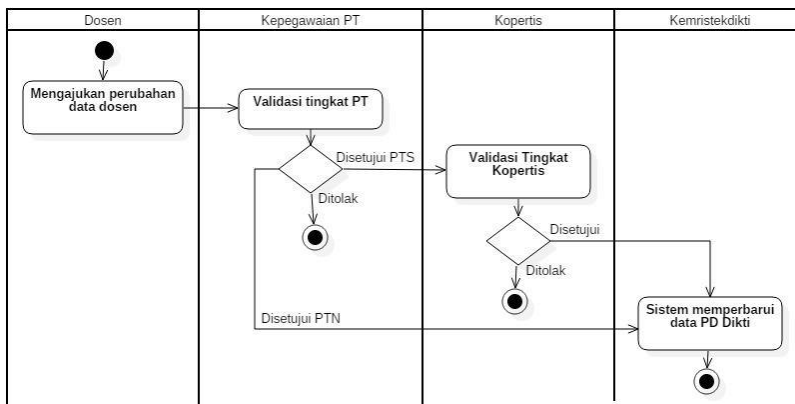 Dosen
Kepegawaian PT
Kopertis
Kemristekdikti
Mengajukan perubahan
data dosen
Validasi tingkat PT
Disetujui PTS
Validasi Tingkat
Kopertis
Ditolak
Disetujui
Ditolak
Disetujui PTN
Sistem memperbarui
data PD Dikti